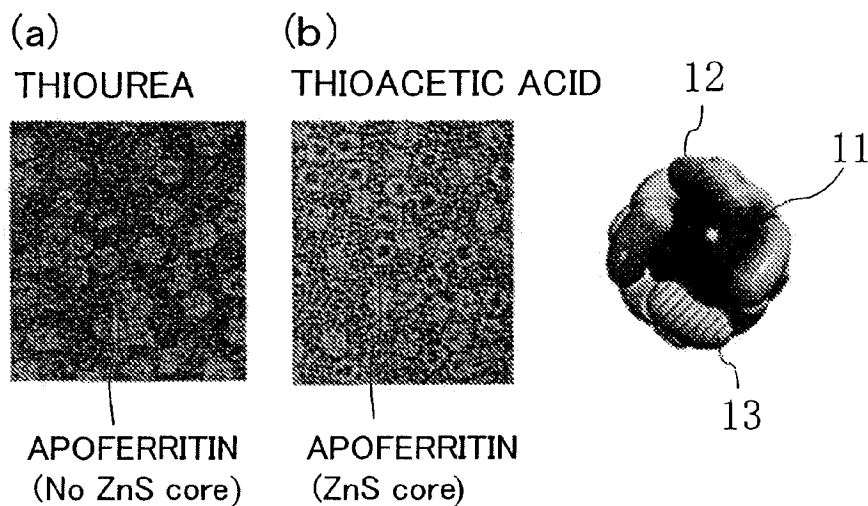 (a)
THIOUREA
APOFERRITIN
(No ZnS core)
(b)
THIOACETIC ACID
APOFERRITIN
(ZnS core)
12
11
13